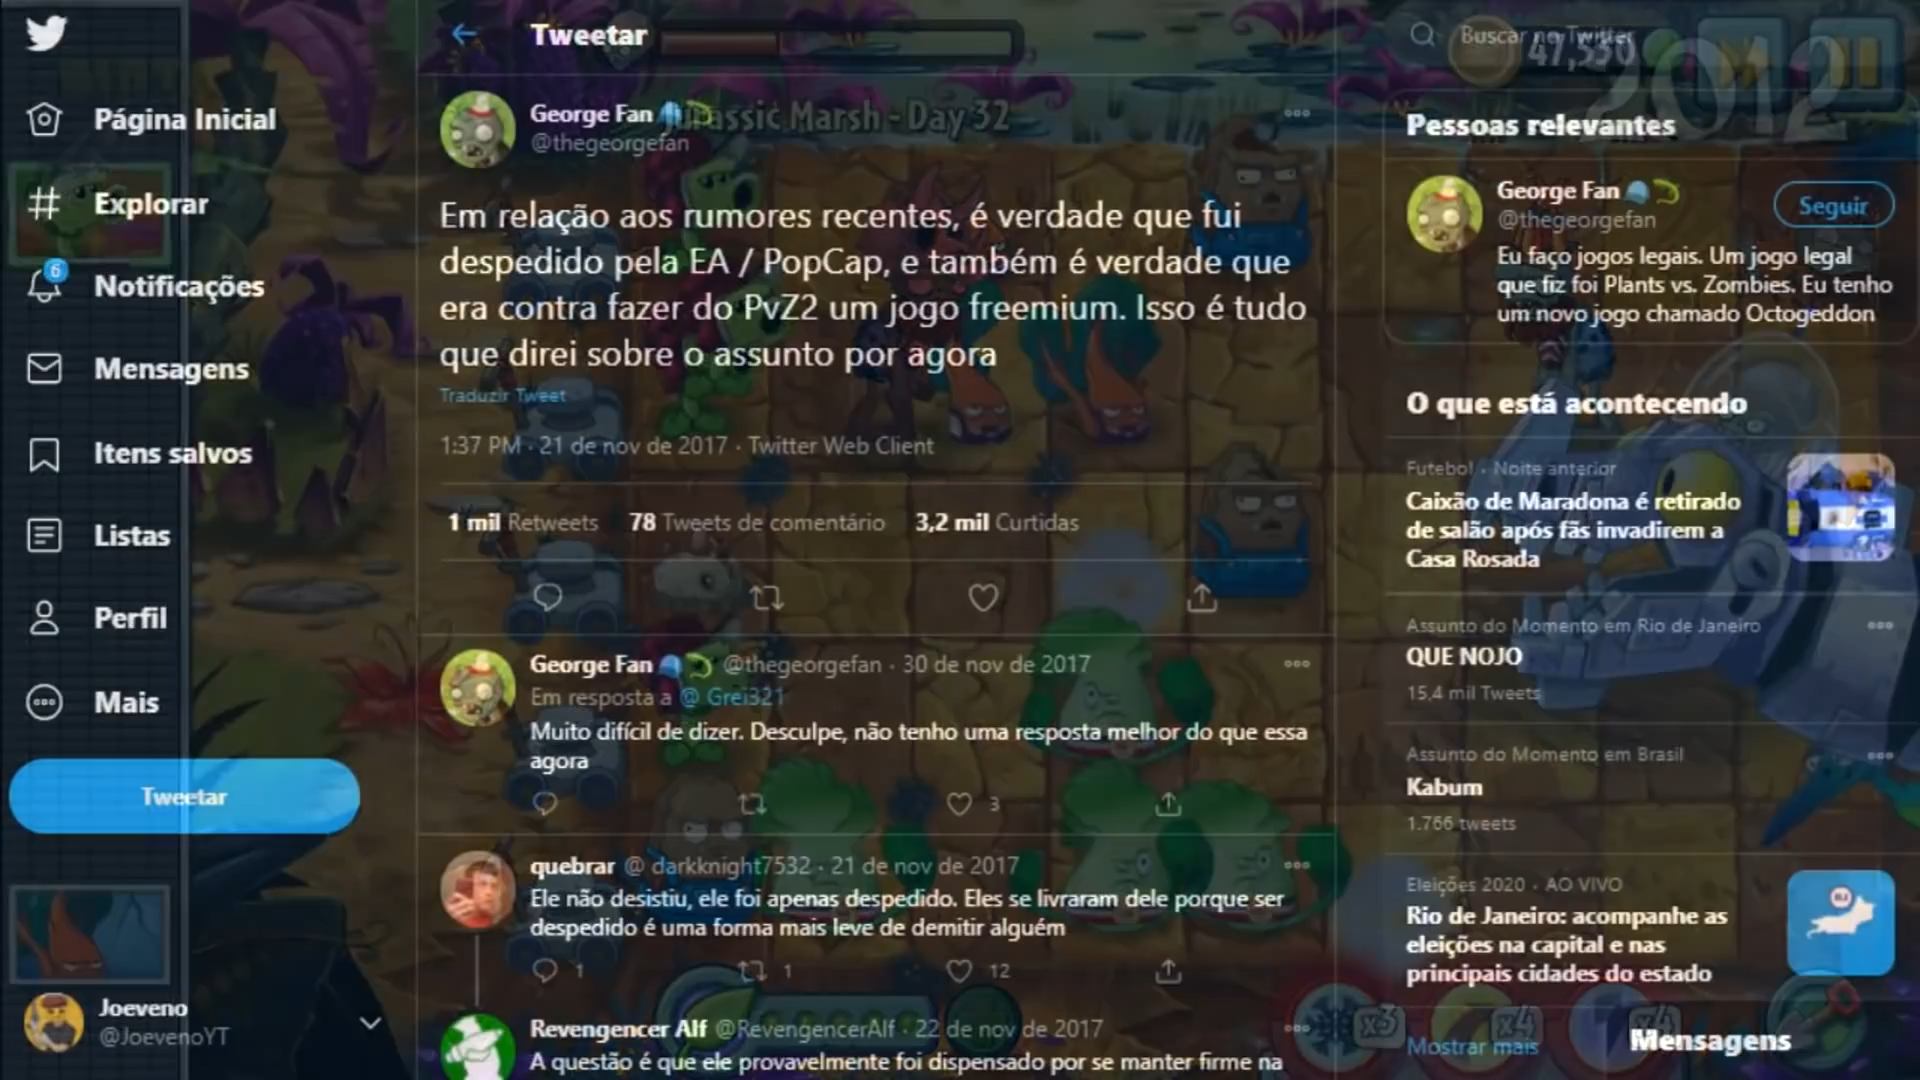 Página Inicial
Explorar
6
Notificações
Mensagens
Itens salvos
Listas
Perfil
Mais
Tweetar
Joeveno
@JoevenoYT
Tweetar
Jurassic Marsh - Day 32
George Fan
@thegeorgefan
Em relação aos rumores recentes, é verdade que fui
despedido pela EA / PopCap, e também é verdade que
era contra fazer do PvZ2 um jogo freemium. Isso é tudo
que direi sobre o assunto por agora
Traduzir Tweet
1:37 PM · 21 de nov de 2017 · Twitter Web Client
1 mil Retweets 78 Tweets de comentário 3,2 mil Curtidas
George Fan @thegeorgefan · 30 de nov de 2017
Em resposta a @ Grei321
Muito difícil de dizer. Desculpe, não tenho uma resposta melhor do que essa
agora
3
quebrar @ darkknight7532 · 21 de nov de 2017
Ele não desistiu, ele foi apenas despedido. Eles se livraram dele porque ser
despedido é uma forma mais leve de demitir alguém
1 1 12
Revengencer Alf @RevengencerAlf · 22 de nov de 2017
A questão é que ele provavelmente foi dispensado por se manter firme na
Buscar no Twitter
47,530
2012
Pessoas relevantes
George Fan
@thegeorgefan
Seguir
Eu faço jogos legais. Um jogo legal
que fiz foi Plants vs. Zombies. Eu tenho
um novo jogo chamado Octogeddon
O que está acontecendo
Futebol · Noite anterior
Caixão de Maradona é retirado
de salão após fãs invadirem a
Casa Rosada
Assunto do Momento em Rio de Janeiro
QUE NOJO
15,4 mil Tweets
Assunto do Momento em Brasil
Kabum
1.766 tweets
Eleições 2020 · AO VIVO
Rio de Janeiro: acompanhe as
eleições na capital e nas
principais cidades do estado
RJ
x3 x4 x4
Mostrar mais
Mensagens